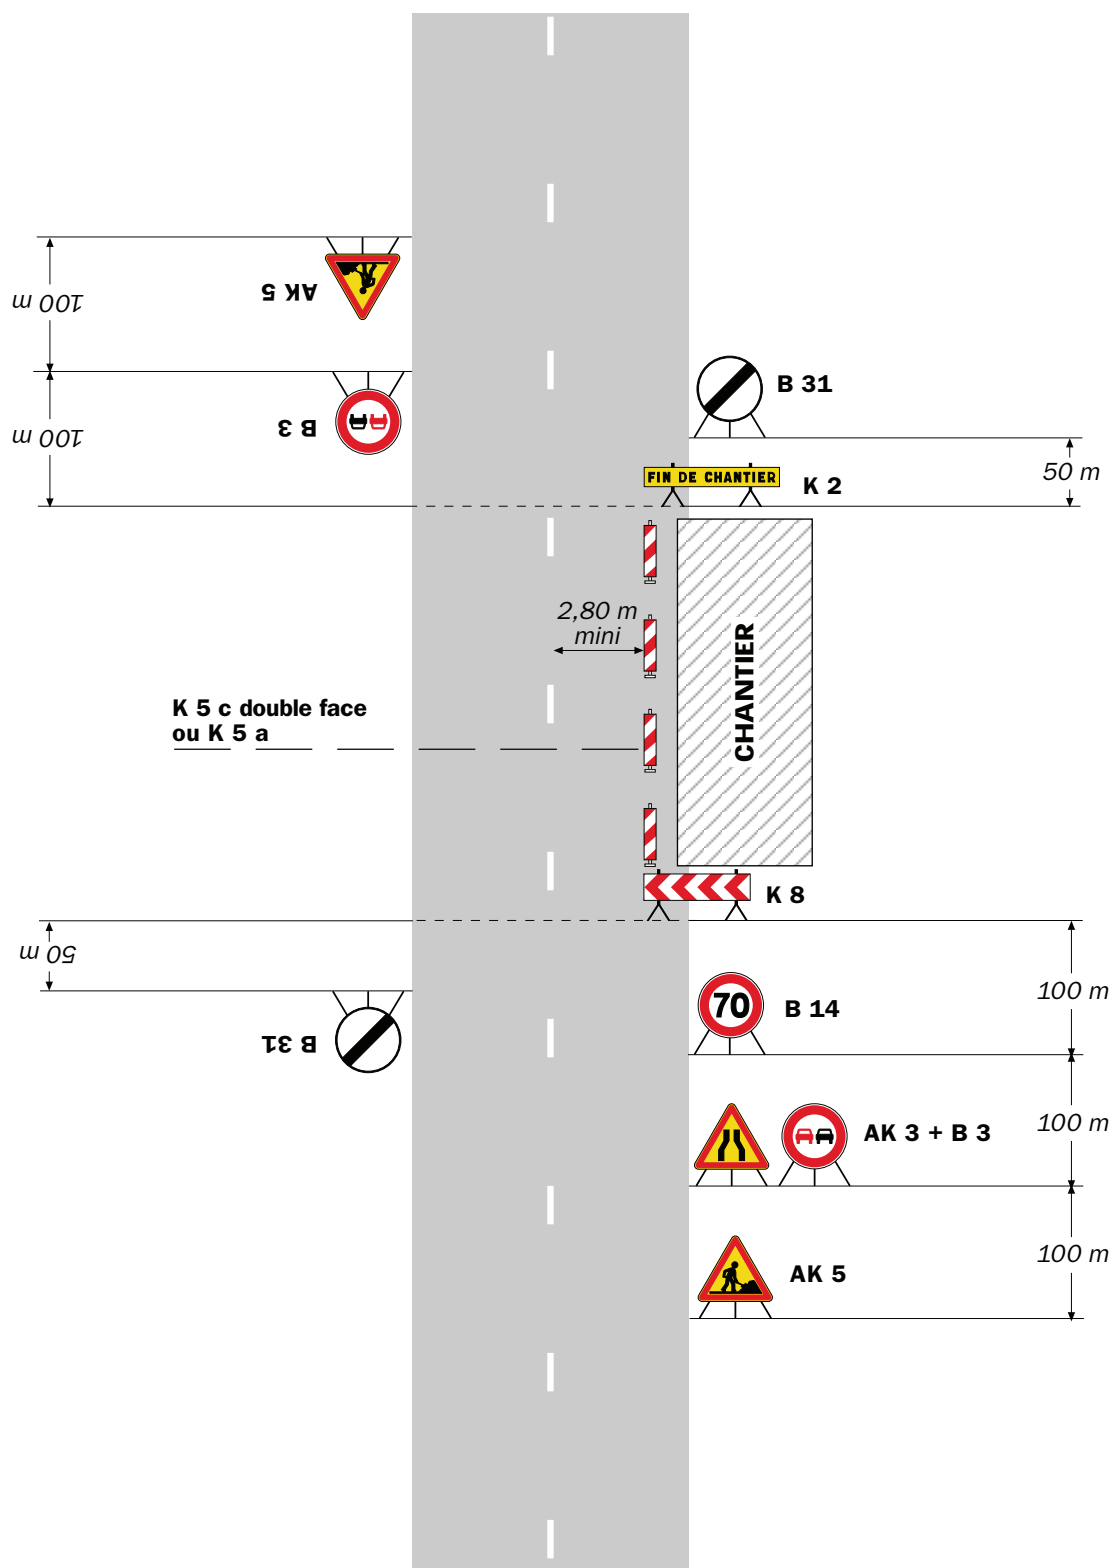 AK 5
100 m
B 3
100 m
B 31
50 m
FIN DE CHANTIER
K 2
2,80 m
mini
CHANTIER
K 5 c double face
ou K 5 a
K 8
50 m
B 31
70
B 14
100 m
AK 3 + B 3
100 m
AK 5
100 m